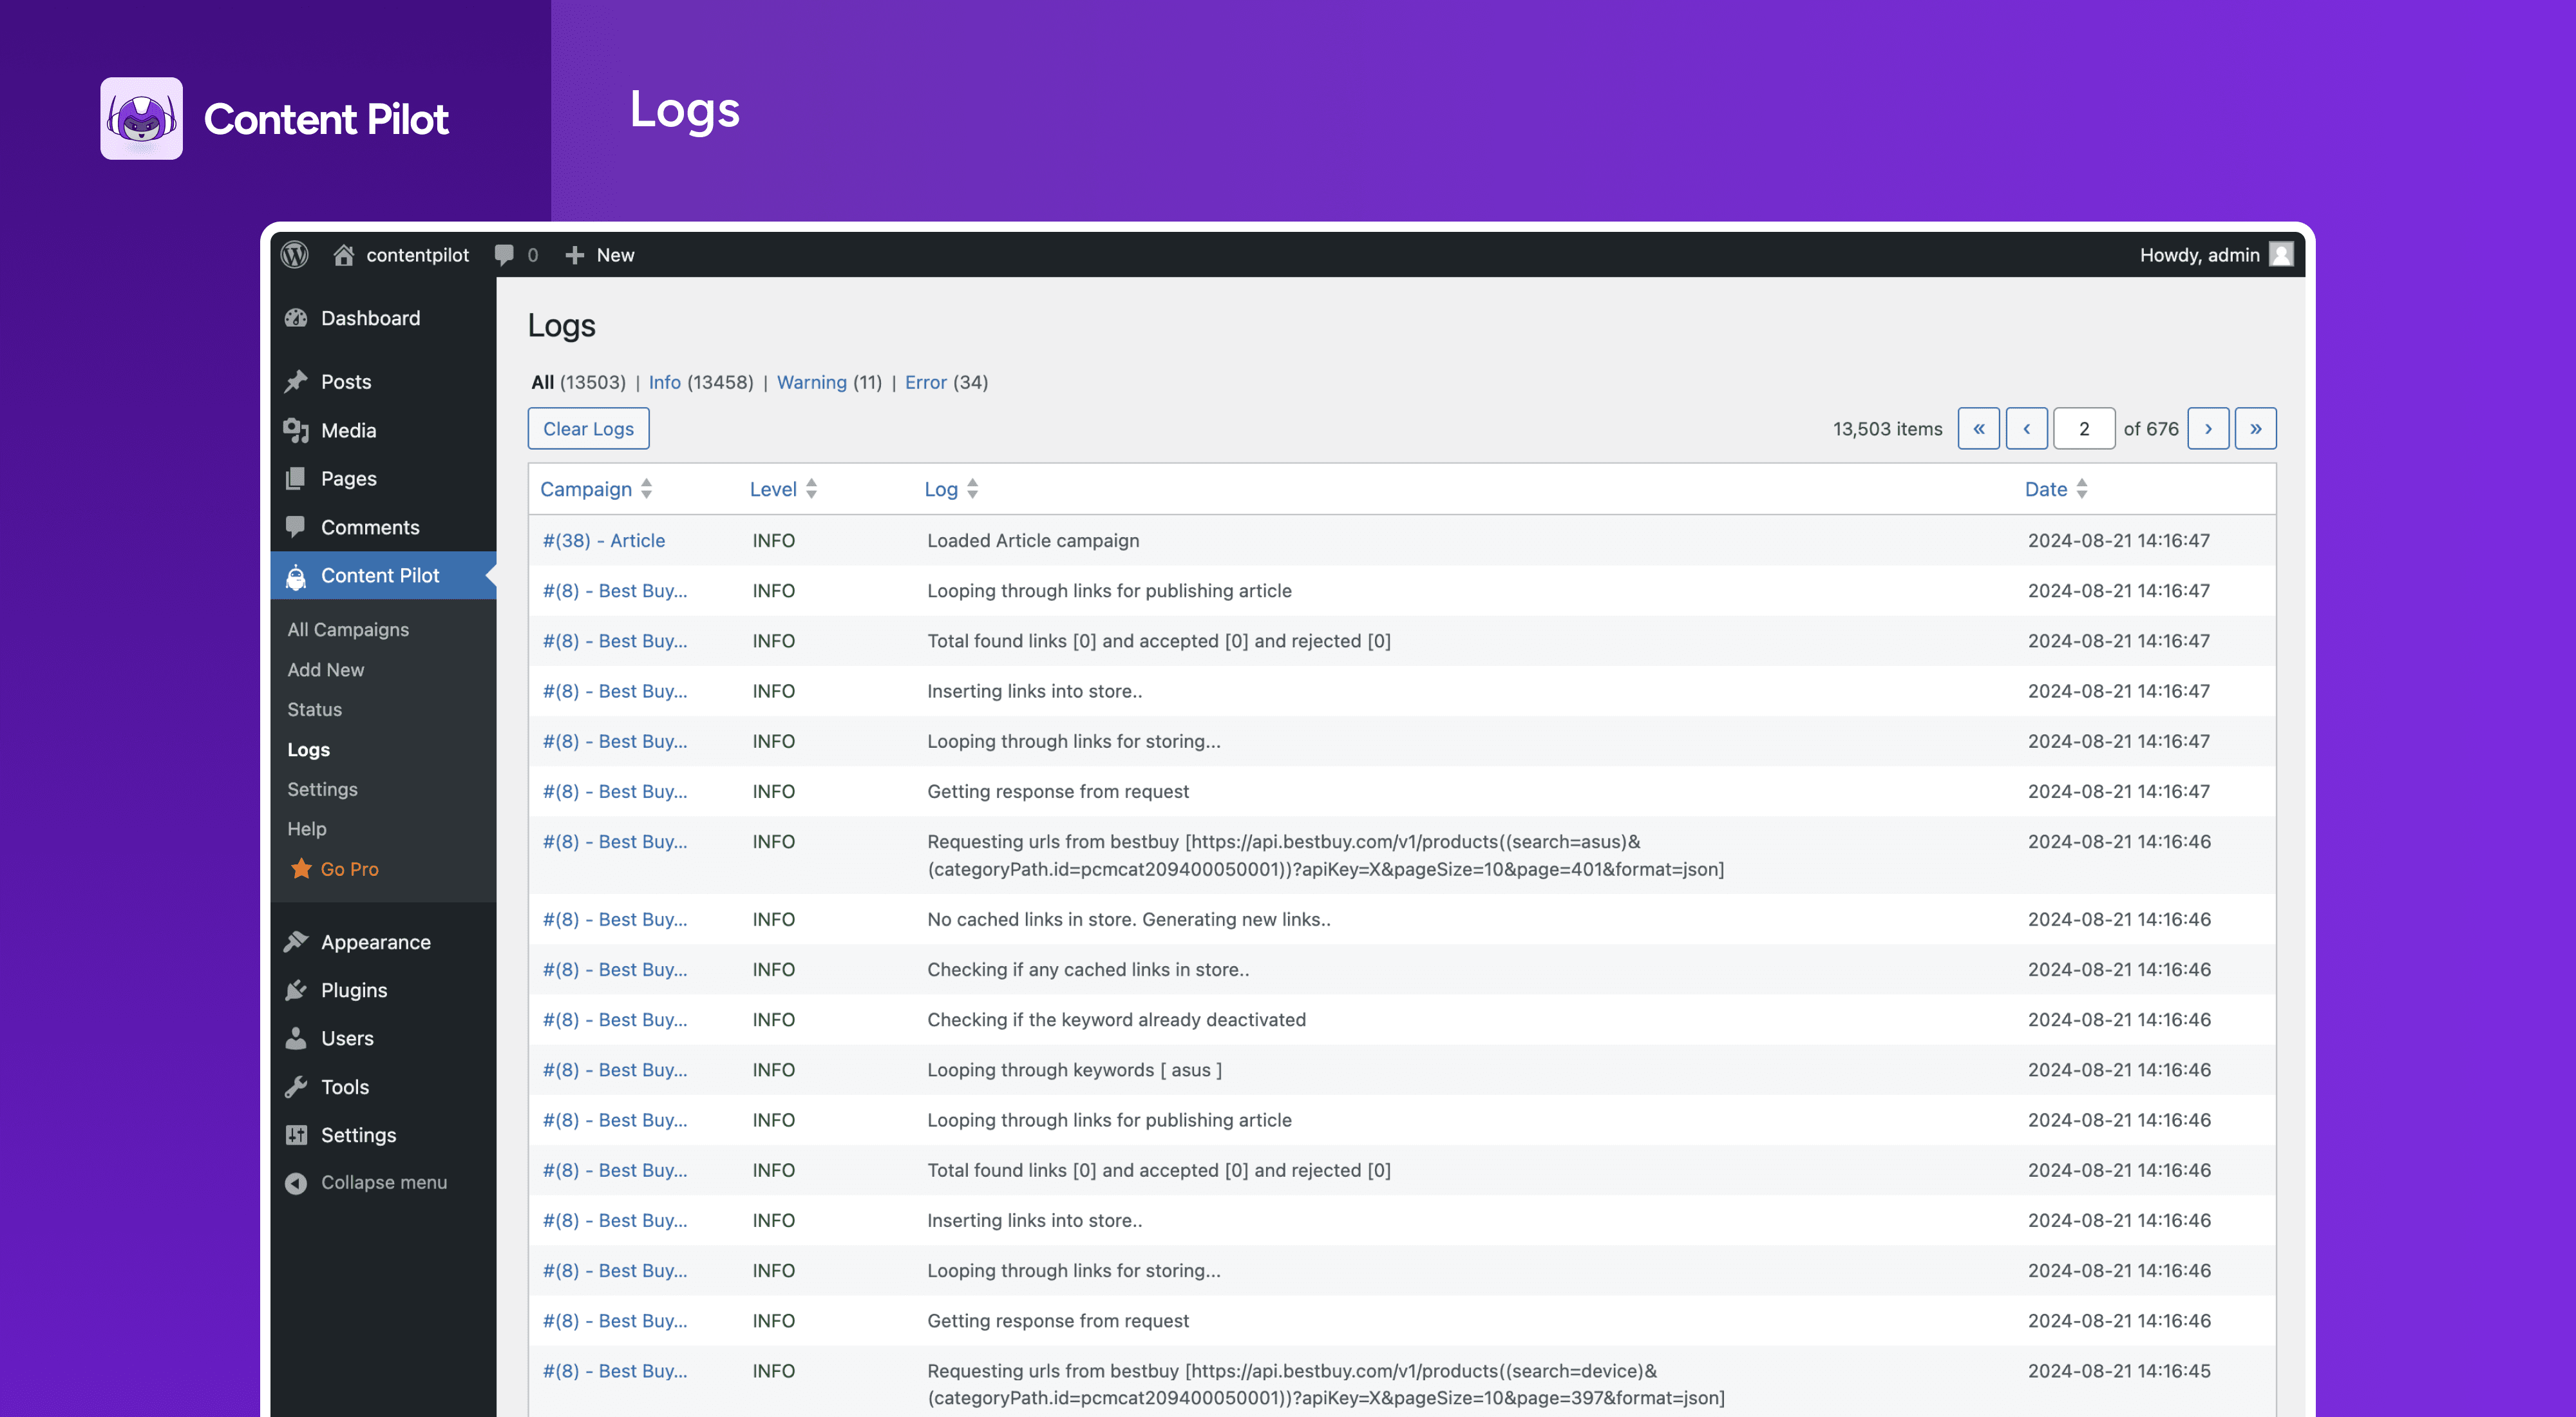 Content Pilot
Logs
contentpilot 0 New Howdy, admin
Dashboard
Posts
Media
Pages
Comments
Content Pilot
All Campaigns
Add New
Status
Logs
Settings
Help
Go Pro
Appearance
Plugins
Users
Tools
Settings
Collapse menu
Logs
All (13503) | Info (13458) | Warning (11) | Error (34)
Clear Logs 13,503 items « ‹ 2 of 676 › »
Campaign Level Log Date
#(38) - Article INFO Loaded Article campaign 2024-08-21 14:16:47
#(8) - Best Buy... INFO Looping through links for publishing article 2024-08-21 14:16:47
#(8) - Best Buy... INFO Total found links [0] and accepted [0] and rejected [0] 2024-08-21 14:16:47
#(8) - Best Buy... INFO Inserting links into store.. 2024-08-21 14:16:47
#(8) - Best Buy... INFO Looping through links for storing... 2024-08-21 14:16:47
#(8) - Best Buy... INFO Getting response from request 2024-08-21 14:16:47
#(8) - Best Buy... INFO Requesting urls from bestbuy [https://api.bestbuy.com/v1/products((search=asus)& 2024-08-21 14:16:46
(categoryPath.id=pcmcat209400050001))?apiKey=X&pageSize=10&page=401&format=json]
#(8) - Best Buy... INFO No cached links in store. Generating new links.. 2024-08-21 14:16:46
#(8) - Best Buy... INFO Checking if any cached links in store.. 2024-08-21 14:16:46
#(8) - Best Buy... INFO Checking if the keyword already deactivated 2024-08-21 14:16:46
#(8) - Best Buy... INFO Looping through keywords [ asus ] 2024-08-21 14:16:46
#(8) - Best Buy... INFO Looping through links for publishing article 2024-08-21 14:16:46
#(8) - Best Buy... INFO Total found links [0] and accepted [0] and rejected [0] 2024-08-21 14:16:46
#(8) - Best Buy... INFO Inserting links into store.. 2024-08-21 14:16:46
#(8) - Best Buy... INFO Looping through links for storing... 2024-08-21 14:16:46
#(8) - Best Buy... INFO Getting response from request 2024-08-21 14:16:46
#(8) - Best Buy... INFO Requesting urls from bestbuy [https://api.bestbuy.com/v1/products((search=device)& 2024-08-21 14:16:45
(categoryPath.id=pcmcat209400050001))?apiKey=X&pageSize=10&page=397&format=json]